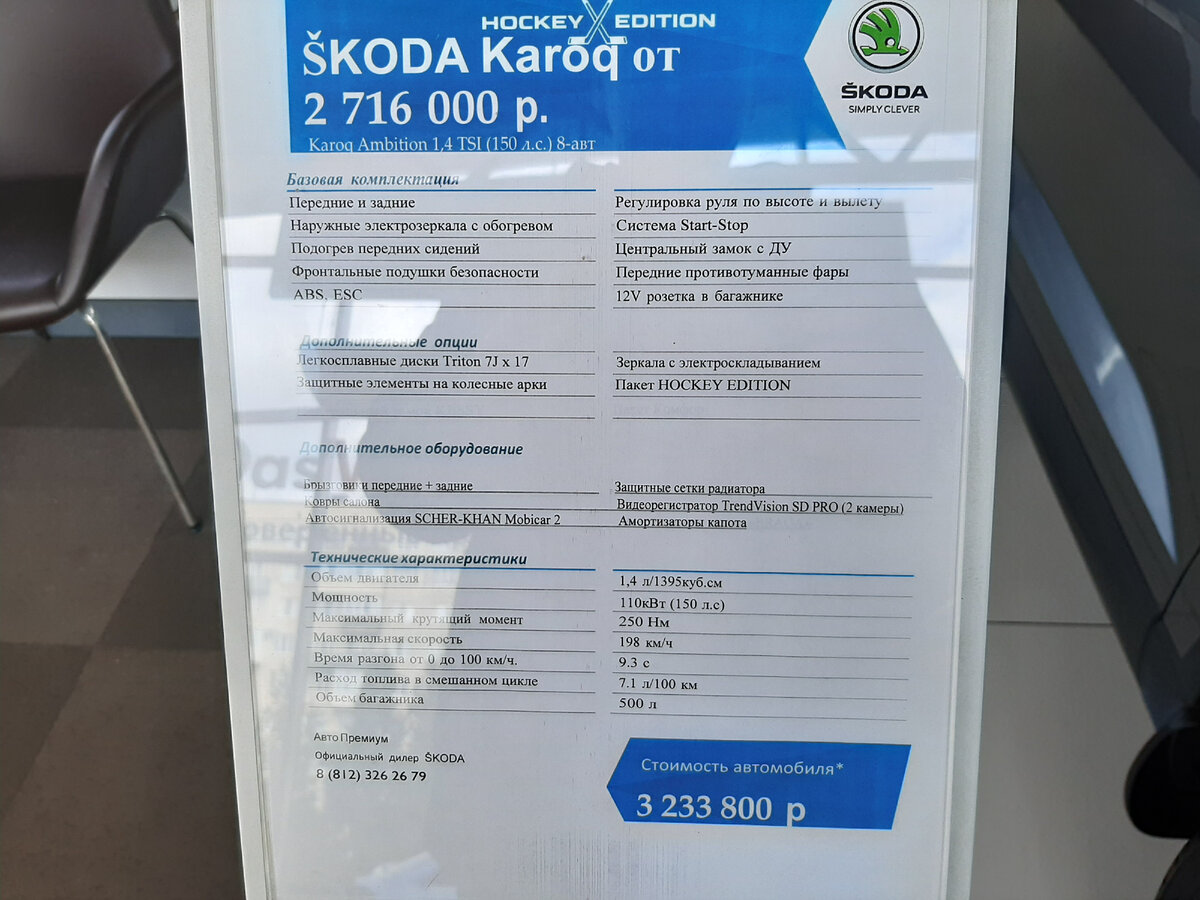 HOCKEY EDITION
ŠKODA Karoq от
2 716 000 р.
Karoq Ambition 1,4 TSI (150 л.с.) 8-авт
ŠKODA
SIMPLY CLEVER
Базовая комплектация
Передние и задние
Регулировка руля по высоте и вылету
Наружные электрозеркала с обогревом
Система Start-Stop
Подогрев передних сидений
Центральный замок с ДУ
Фронтальные подушки безопасности
Передние противотуманные фары
ABS, ESC
12V розетка в багажнике
Дополнительные опции
Легкосплавные диски Triton 7J x 17
Зеркала с электроскладыванием
Защитные элементы на колесные арки
Пакет HOCKEY EDITION
Дополнительное оборудование
Брызговики передние + задние
Защитные сетки радиатора
Ковры салона
Видеорегистратор TrendVision SD PRO (2 камеры)
Автосигнализация SCHER-KHAN Mobicar 2
Амортизаторы капота
Технические характеристики
Объем двигателя
1,4 л/1395куб.см
Мощность
110кВт (150 л.с)
Максимальный крутящий момент
250 Нм
Максимальная скорость
198 км/ч
Время разгона от 0 до 100 км/ч.
9.3 с
Расход топлива в смешанном цикле
7.1 л/100 км
Объем багажника
500 л
Авто Премиум
Официальный дилер ŠKODA
8 (812) 326 26 79
Стоимость автомобиля*
3 233 800 р